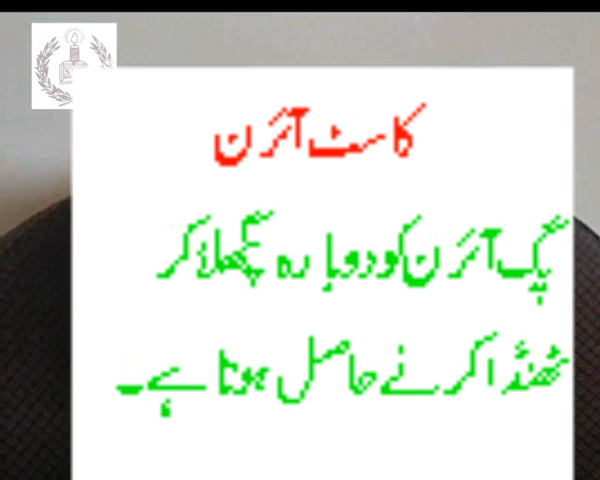 کاسٹ آئرن
پگ آئرن کو دوبارہ پگھلا کر
ٹھنڈا کرنے حاصل ہوتا ہے۔